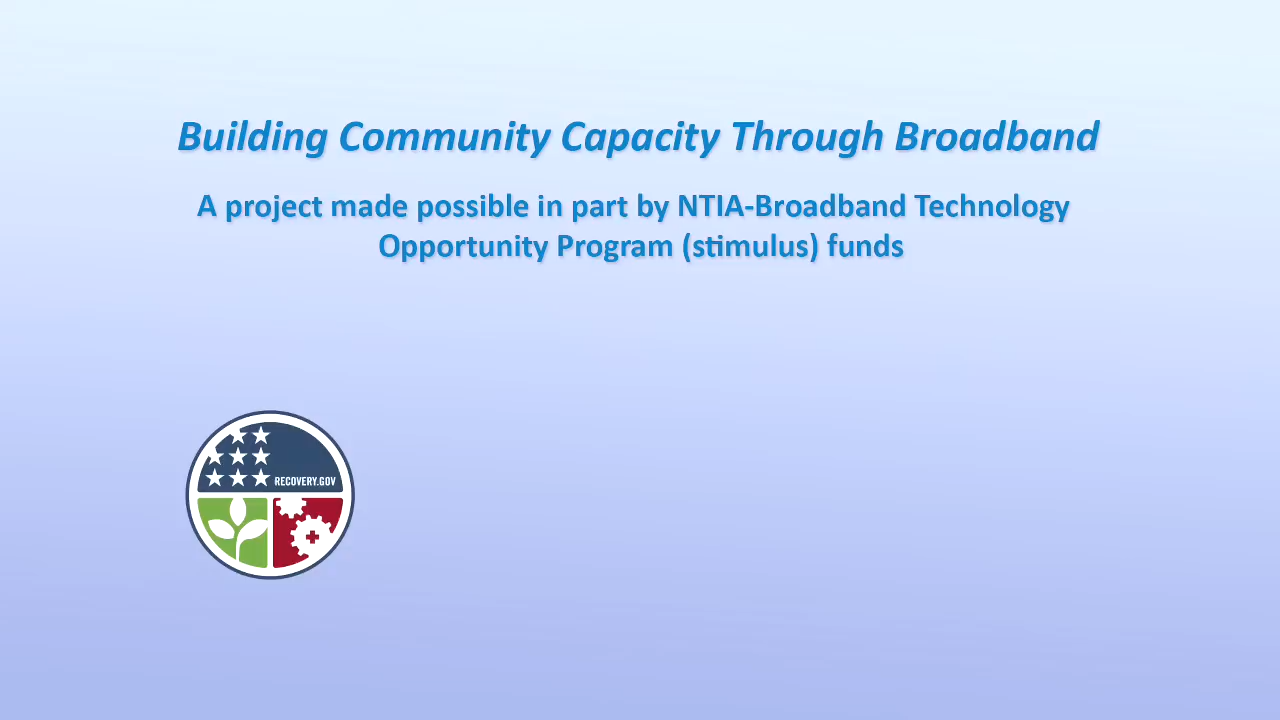 Building Community Capacity Through Broadband
A project made possible in part by NTIA-Broadband Technology
Opportunity Program (stimulus) funds
RECOVERY.GOV